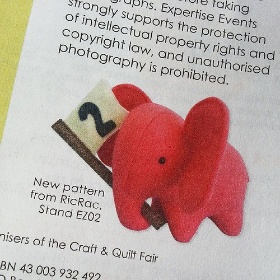 taking
graphs. Expertise Events
strongly supports the protection
of intellectual property rights and
copyright law, and unauthorised
photography is prohibited.
2
New pattern
from RicRac,
Stand EZ02
nisers of the Craft & Quilt Fair
BN 43 003 932 492